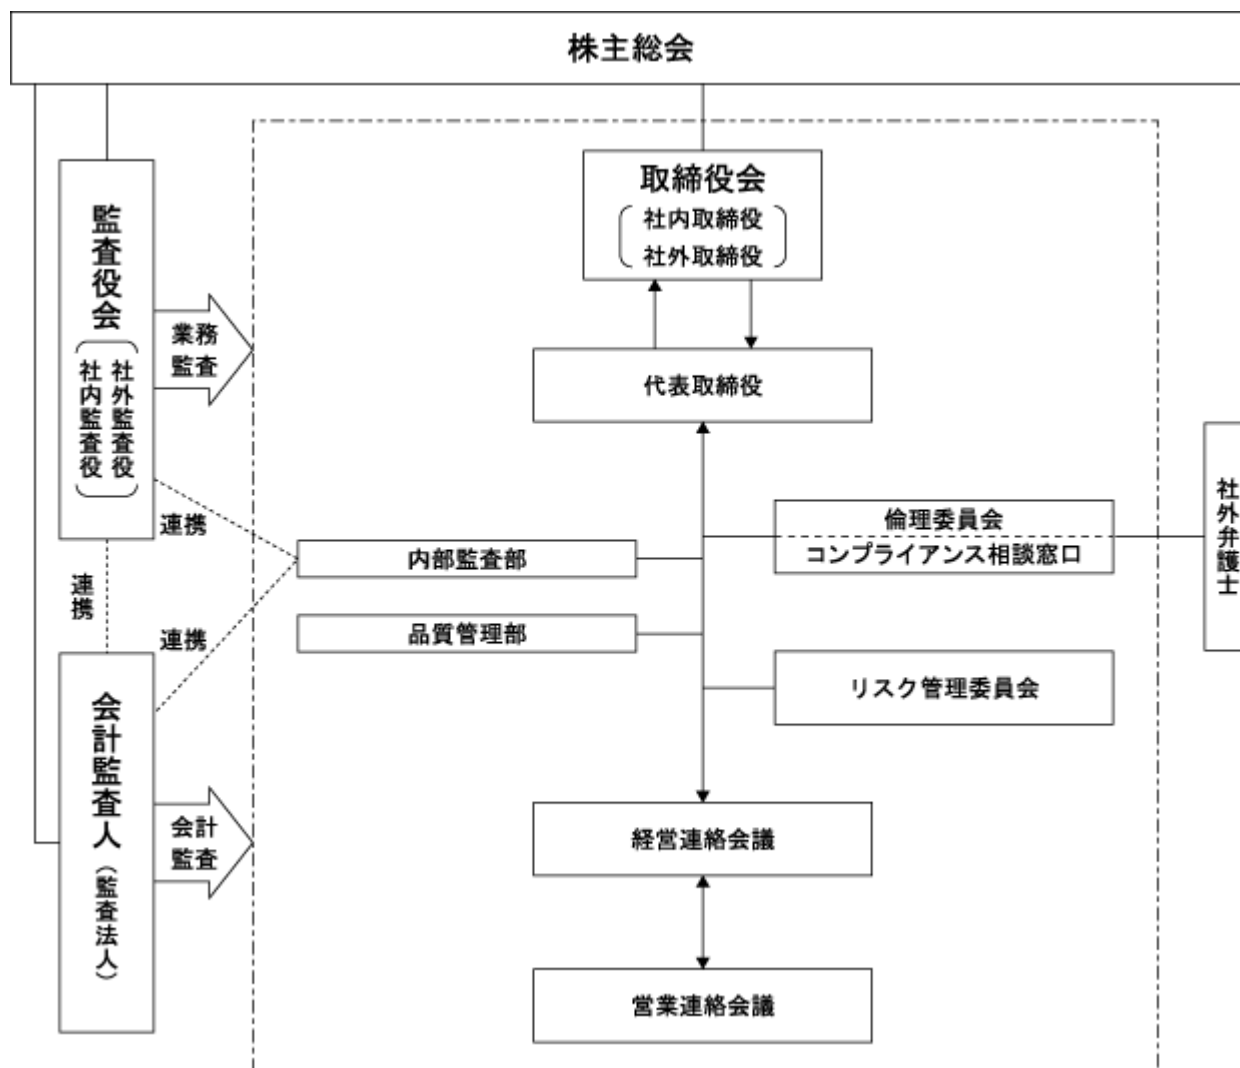 株主総会
取締役会
社内取締役
社外取締役
監査役会
社外監査役
社内監査役
業務
監査
代表取締役
連携
倫理委員会
コンプライアンス相談窓口
社外弁護士
内部監査部
連携
連携
品質管理部
リスク管理委員会
会計監査人(監査法人)
会計
監査
経営連絡会議
営業連絡会議